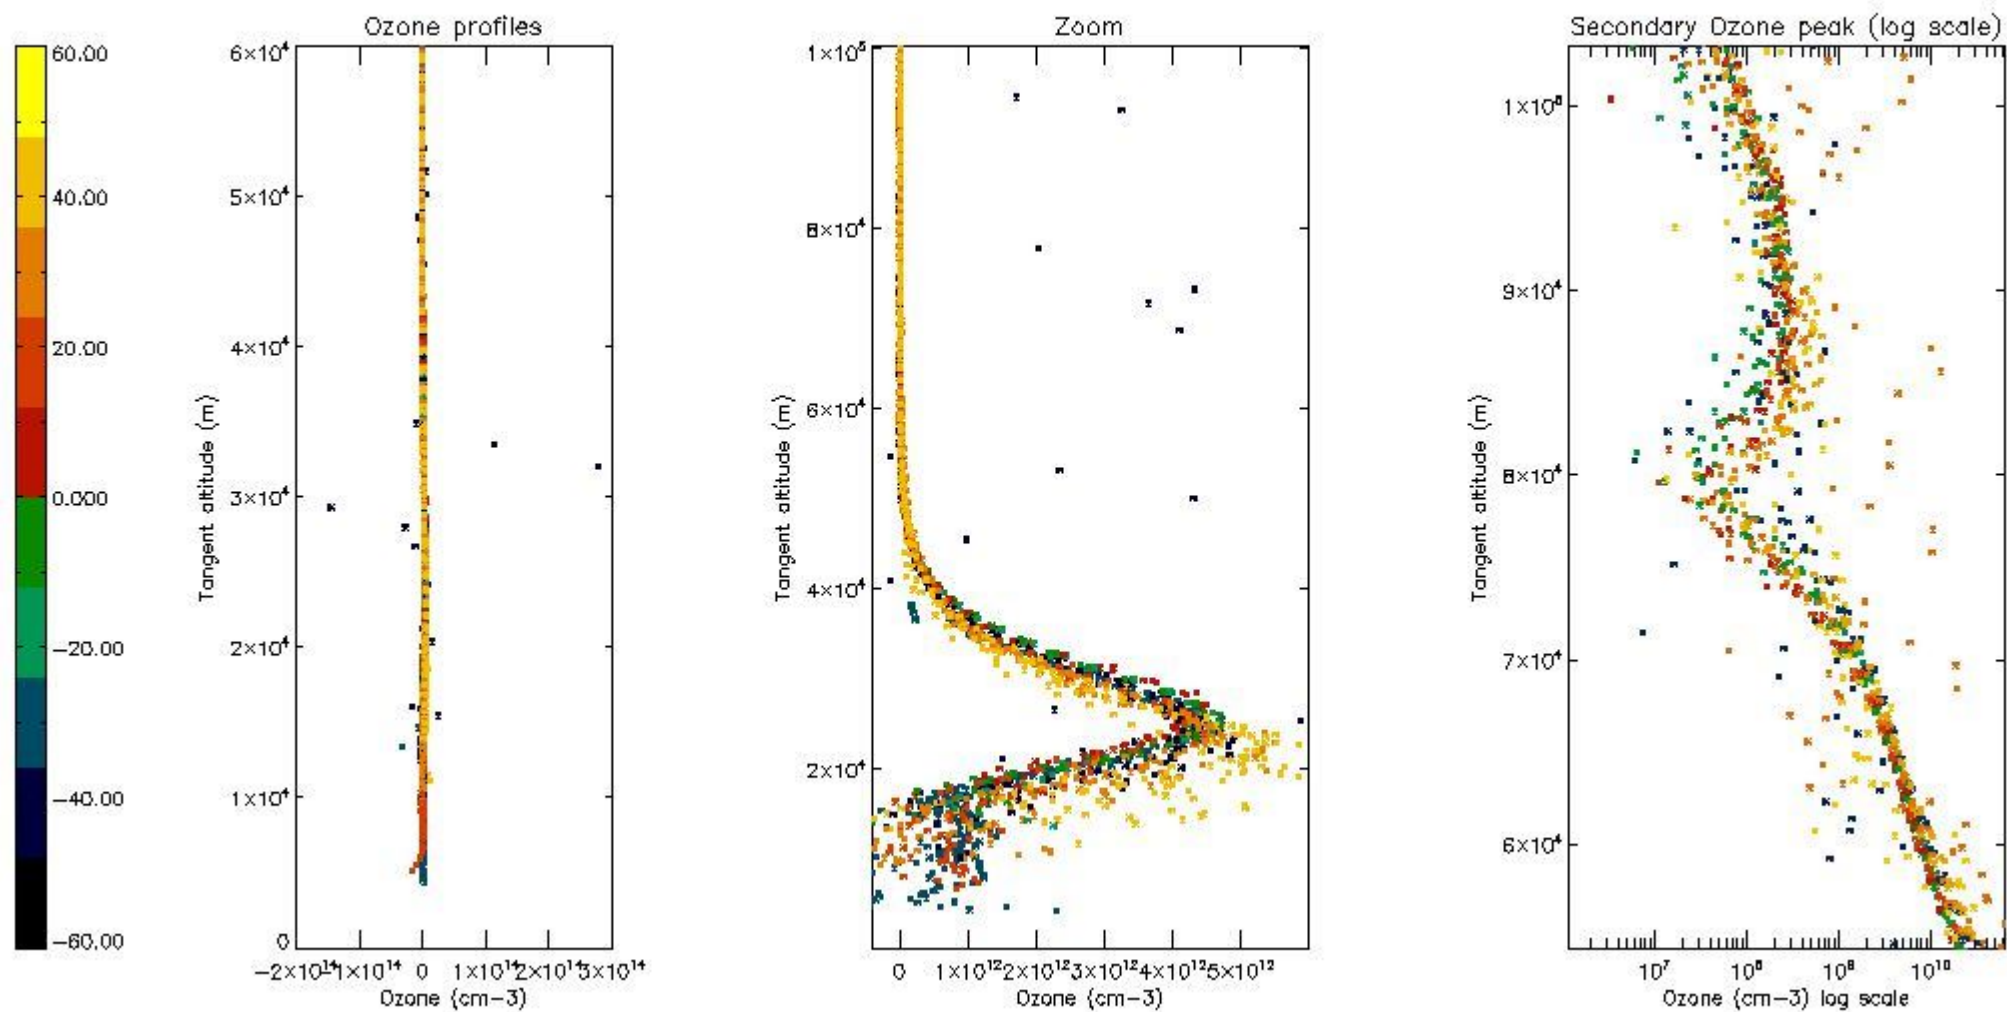 Ozone profiles
Zoom
Secondary Ozone peak (log scale)
60.00
40.00
20.00
0.000
−20.00
−40.00
−60.00
6×10⁴
5×10⁴
4×10⁴
3×10⁴
2×10⁴
1×10⁴
0
Tangent altitude (m)
−2×10¹⁴ −1×10¹⁴ 0 1×10¹⁴ 2×10¹⁴ 3×10¹⁴
Ozone (cm−3)
1×10⁵
8×10⁴
6×10⁴
4×10⁴
2×10⁴
Tangent altitude (m)
0 1×10¹² 2×10¹² 3×10¹² 4×10¹² 5×10¹²
Ozone (cm−3)
9×10⁴
8×10⁴
7×10⁴
6×10⁴
Tangent altitude (m)
10⁷ 10⁸ 10⁹ 10¹⁰
Ozone (cm−3) log scale